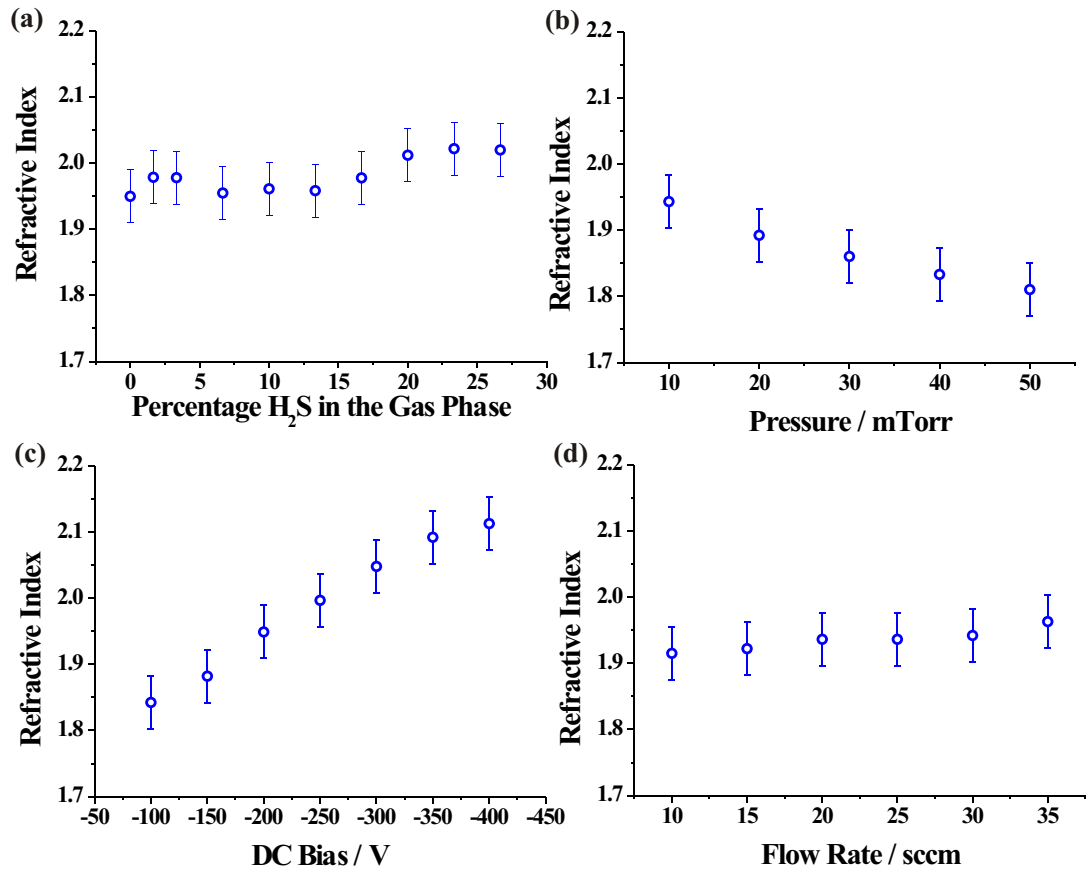 (a)
2.2
2.1
2.0
1.9
1.8
1.7
Refractive Index
0 5 10 15 20 25 30
Percentage H₂S in the Gas Phase
(b)
2.2
2.1
2.0
1.9
1.8
1.7
Refractive Index
10 20 30 40 50
Pressure / mTorr
(c)
2.2
2.1
2.0
1.9
1.8
1.7
Refractive Index
-50 -100 -150 -200 -250 -300 -350 -400 -450
DC Bias / V
(d)
2.2
2.1
2.0
1.9
1.8
1.7
Refractive Index
10 15 20 25 30 35
Flow Rate / sccm